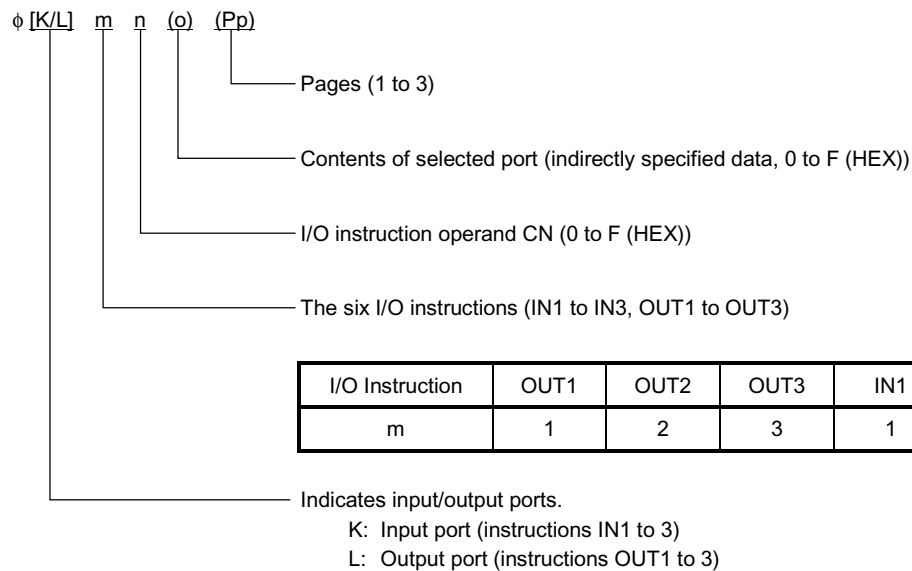 ϕ [K/L] m n (o) (Pp)
Pages (1 to 3)
Contents of selected port (indirectly specified data, 0 to F (HEX))
I/O instruction operand CN (0 to F (HEX))
The six I/O instructions (IN1 to IN3, OUT1 to OUT3)
I/O Instruction OUT1 OUT2 OUT3 IN1
m 1 2 3 1
Indicates input/output ports.
K: Input port (instructions IN1 to 3)
L: Output port (instructions OUT1 to 3)